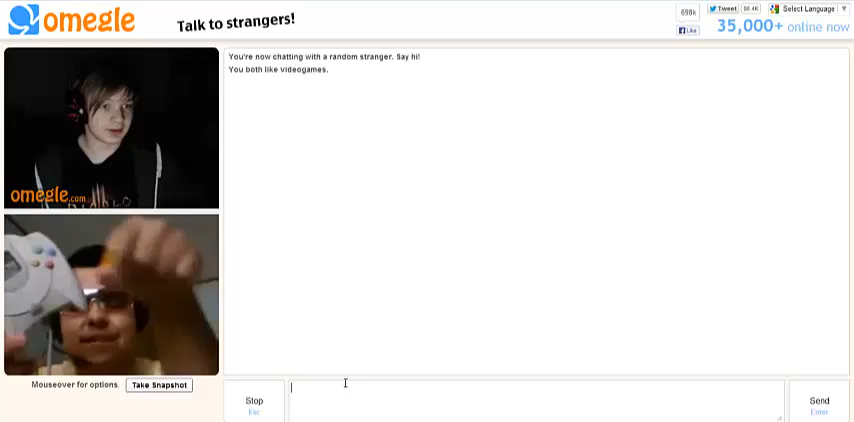 omegle
Talk to strangers!
698k
Like
Tweet
Select Language
35,000+ online now
You're now chatting with a random stranger. Say hi!
You both like videogames.
omegle.com
Mouseover for options.
Take Snapshot
Stop
Esc
Send
Enter